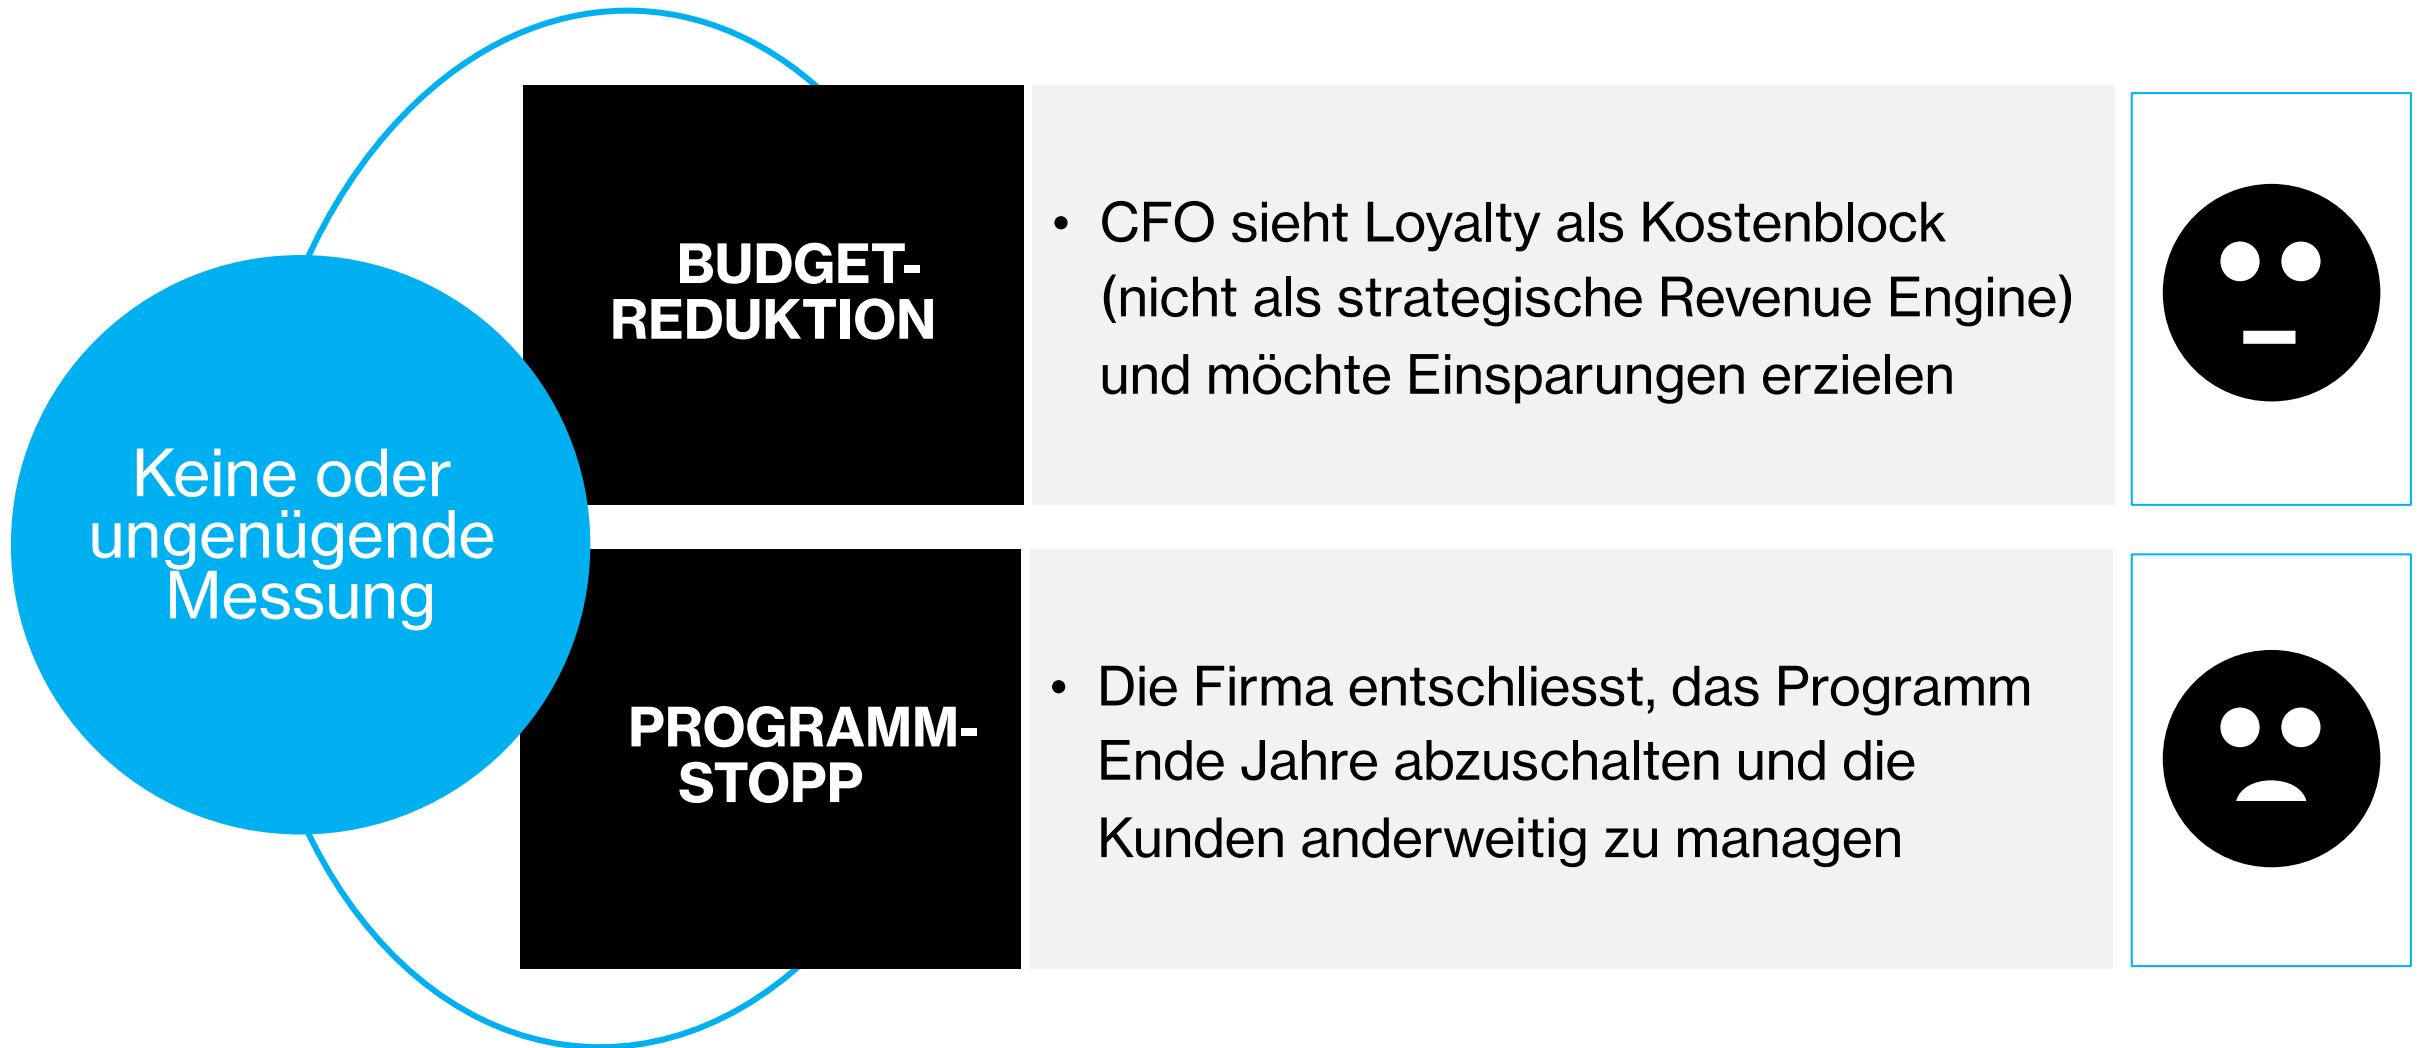 Keine oder
ungenügende
Messung
BUDGET-
REDUKTION
• CFO sieht Loyalty als Kostenblock
(nicht als strategische Revenue Engine)
und möchte Einsparungen erzielen
PROGRAMM-
STOPP
• Die Firma entschliesst, das Programm
Ende Jahre abzuschalten und die
Kunden anderweitig zu managen